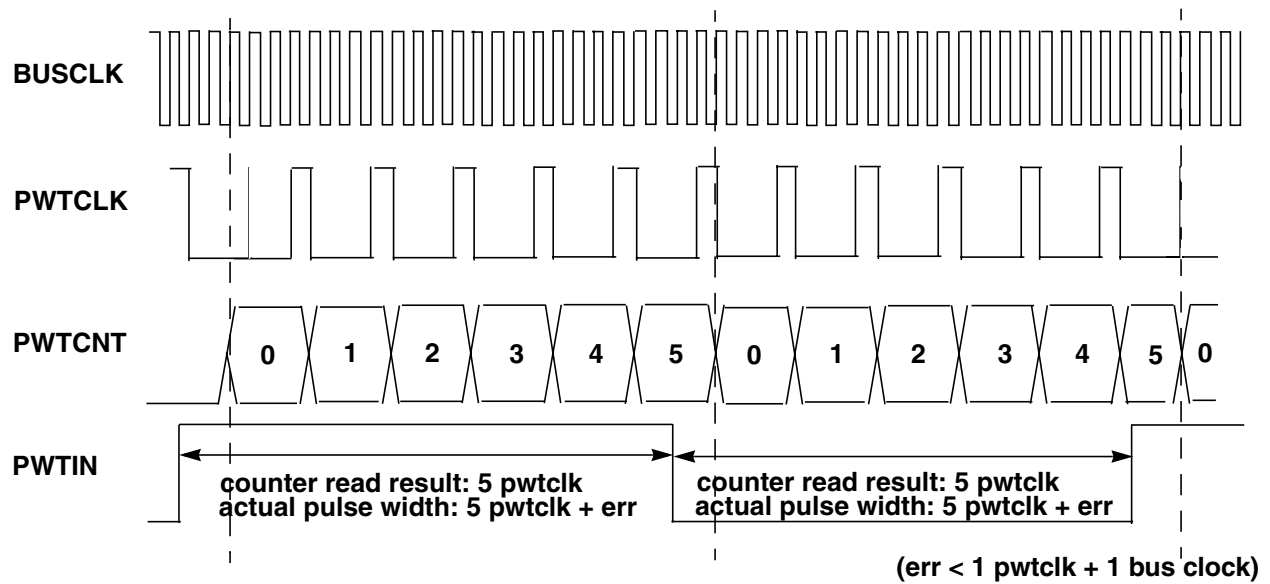 BUSCLK
PWTCLK
PWTCNT
0 1 2 3 4 5 0 1 2 3 4 5 0
PWTIN
counter read result: 5 pwtclk
actual pulse width: 5 pwtclk + err
counter read result: 5 pwtclk
actual pulse width: 5 pwtclk + err
(err < 1 pwtclk + 1 bus clock)